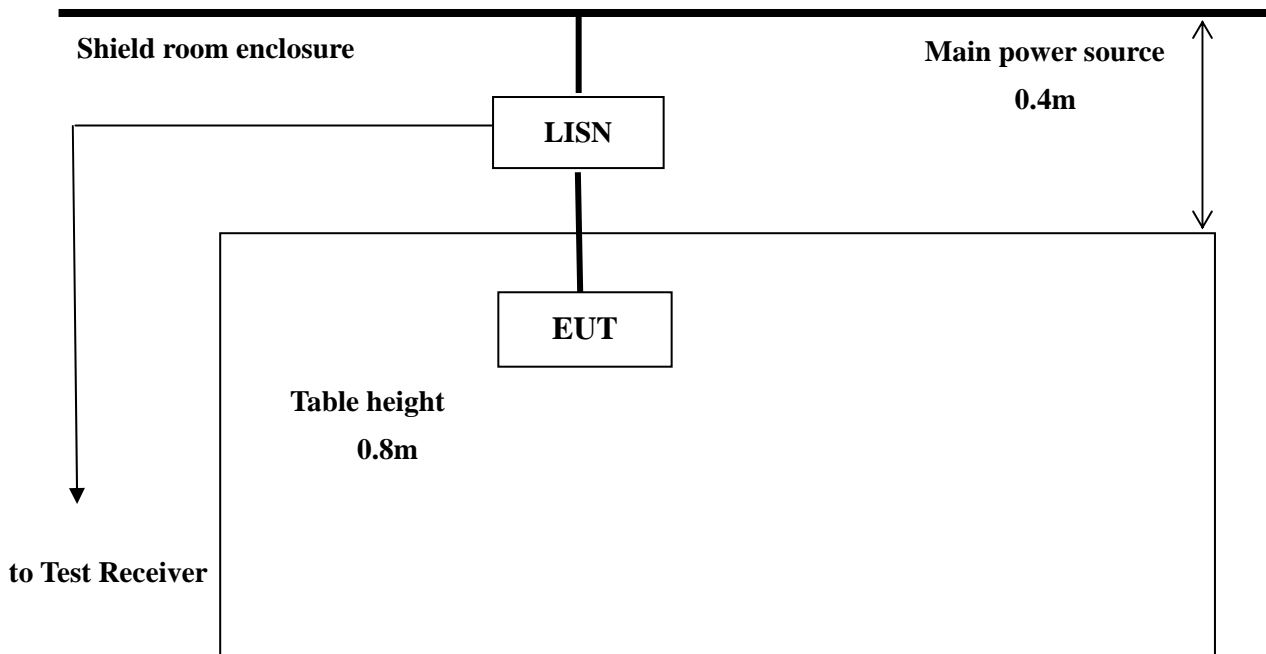 Shield room enclosure
Main power source
0.4m
LISN
EUT
Table height
0.8m
to Test Receiver